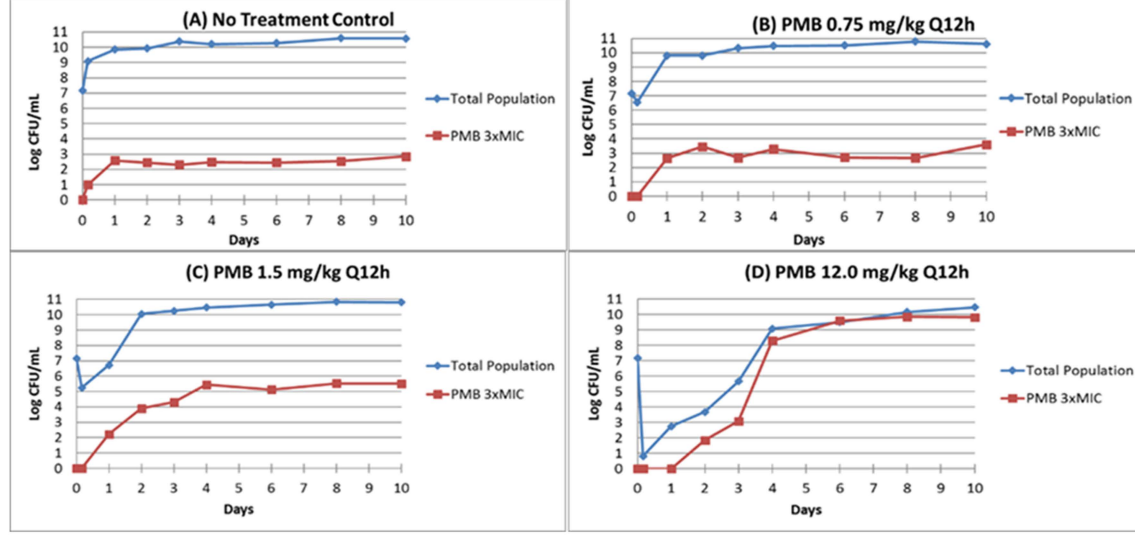 (A) No Treatment Control
11
10
9
8
7
6
5
4
3
2
1
0
Log CFU/mL
0 1 2 3 4 5 6 7 8 9 10
Days
Total Population
PMB 3xMIC
(B) PMB 0.75 mg/kg Q12h
11
10
9
8
7
6
5
4
3
2
1
0
Log CFU/mL
0 1 2 3 4 5 6 7 8 9 10
Days
Total Population
PMB 3xMIC
(C) PMB 1.5 mg/kg Q12h
11
10
9
8
7
6
5
4
3
2
1
0
Log CFU/mL
0 1 2 3 4 5 6 7 8 9 10
Days
Total Population
PMB 3xMIC
(D) PMB 12.0 mg/kg Q12h
11
10
9
8
7
6
5
4
3
2
1
0
Log CFU/mL
0 1 2 3 4 5 6 7 8 9 10
Days
Total Population
PMB 3xMIC